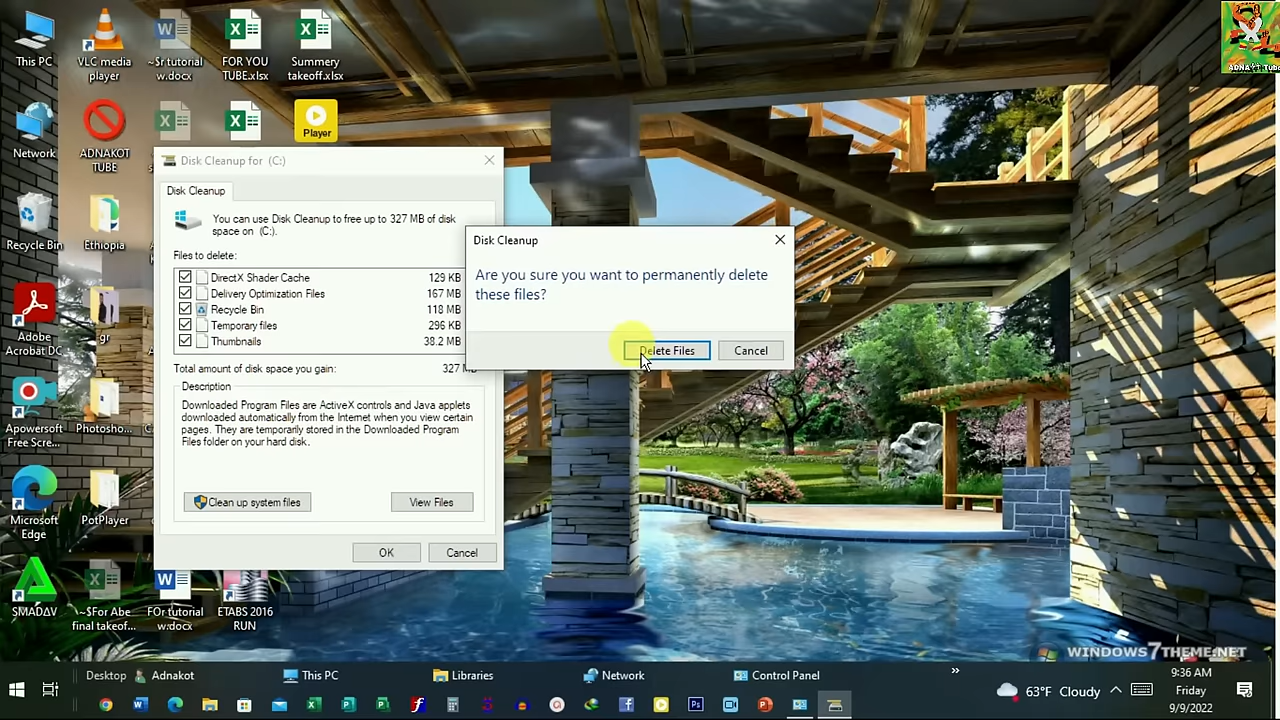 This PC
VLC media
player
~$r tutorial
w.docx
FOR YOU
TUBE.xlsx
Summery
takeoff.xlsx
ADNAKOT Tube
Network
ADNAKOT
TUBE
Player
Recycle Bin
Ethiopia
Adobe
Acrobat DC
gr
Apowersoft
Free Scre...
Photosho...
Microsoft
Edge
PotPlayer
SMADΔV
~$For Abe
final takeof...
FOr tutorial
w.docx
ETABS 2016
RUN
Disk Cleanup for (C:)
Disk Cleanup
You can use Disk Cleanup to free up to 327 MB of disk
space on (C:).
Files to delete:
DirectX Shader Cache 129 KB
Delivery Optimization Files 167 MB
Recycle Bin 118 MB
Temporary files 296 KB
Thumbnails 38.2 MB
Total amount of disk space you gain: 327 MB
Description
Downloaded Program Files are ActiveX controls and Java applets
downloaded automatically from the Internet when you view certain
pages. They are temporarily stored in the Downloaded Program
Files folder on your hard disk.
Clean up system files
View Files
OK
Cancel
Disk Cleanup
Are you sure you want to permanently delete
these files?
Delete Files
Cancel
WINDOWS7THEME.NET
Desktop
Adnakot
This PC
Libraries
Network
Control Panel
»
63°F Cloudy
9:36 AM
Friday
9/9/2022